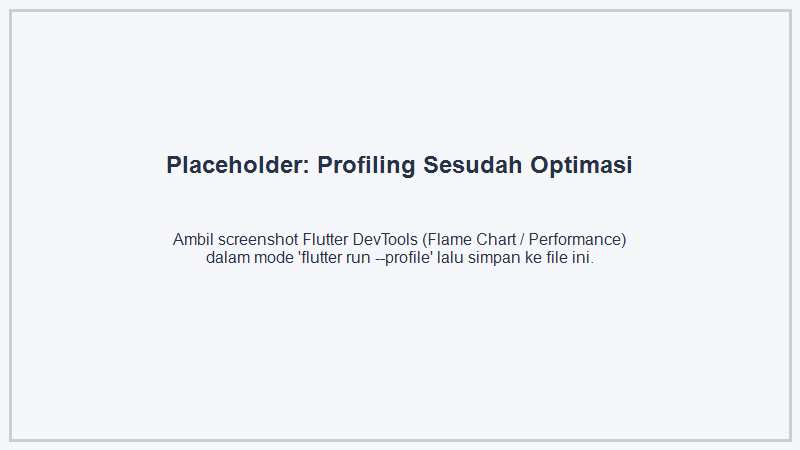 Placeholder: Profiling Sesudah Optimasi
Ambil screenshot Flutter DevTools (Flame Chart / Performance)
dalam mode 'flutter run --profile' lalu simpan ke file ini.